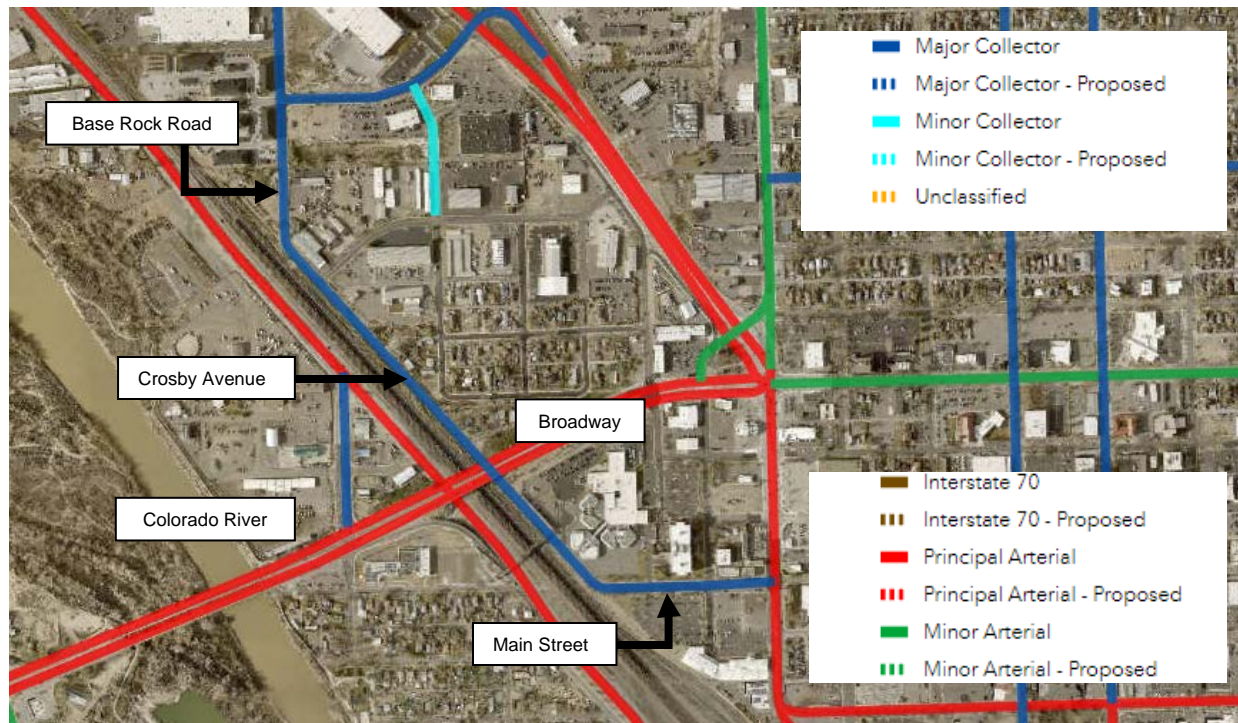 Major Collector
Major Collector - Proposed
Minor Collector
Minor Collector - Proposed
Unclassified
Base Rock Road
Crosby Avenue
Broadway
Colorado River
Main Street
Interstate 70
Interstate 70 - Proposed
Principal Arterial
Principal Arterial - Proposed
Minor Arterial
Minor Arterial - Proposed